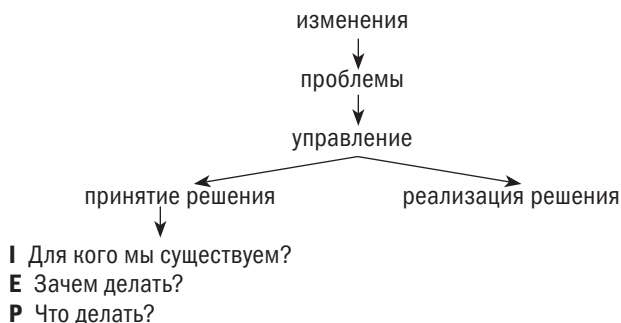 изменения
проблемы
управление
принятие решения реализация решения
I Для кого мы существуем?
E Зачем делать?
P Что делать?